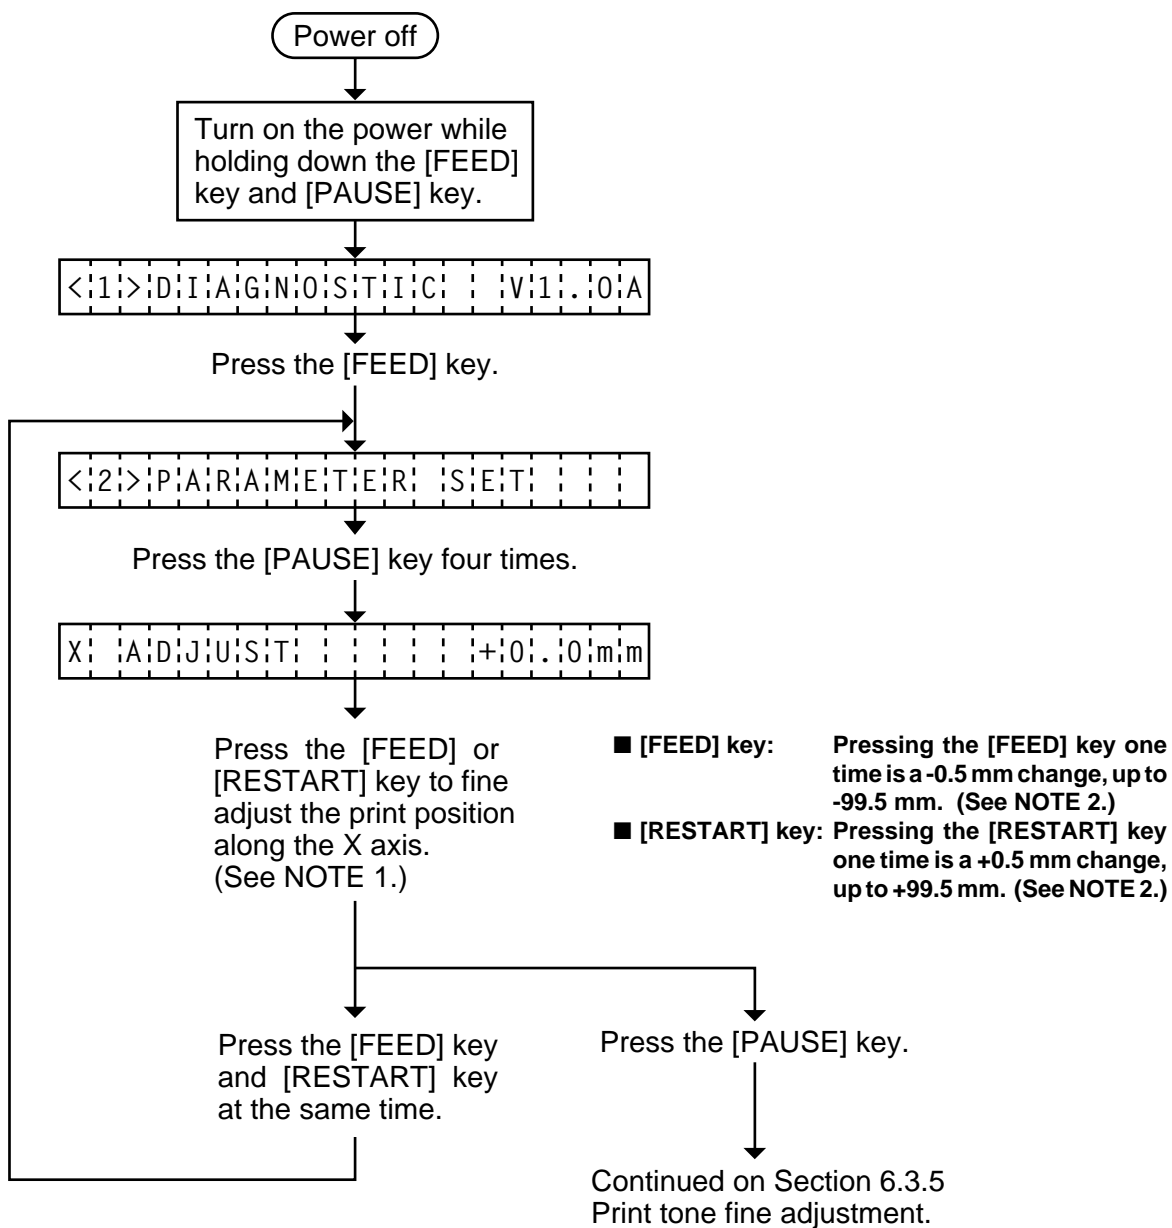 Power off
Turn on the power while
holding down the [FEED]
key and [PAUSE] key.
<1>DIAGNOSTIC  V1.0A
Press the [FEED] key.
<2>PARAMETER SET
Press the [PAUSE] key four times.
X ADJUST      +0.0mm
Press the [FEED] or
[RESTART] key to fine
adjust the print position
along the X axis.
(See NOTE 1.)
■ [FEED] key: Pressing the [FEED] key one
time is a -0.5 mm change, up to
-99.5 mm. (See NOTE 2.)
■ [RESTART] key: Pressing the [RESTART] key
one time is a +0.5 mm change,
up to +99.5 mm. (See NOTE 2.)
Press the [FEED] key
and [RESTART] key
at the same time.
Press the [PAUSE] key.
Continued on Section 6.3.5
Print tone fine adjustment.